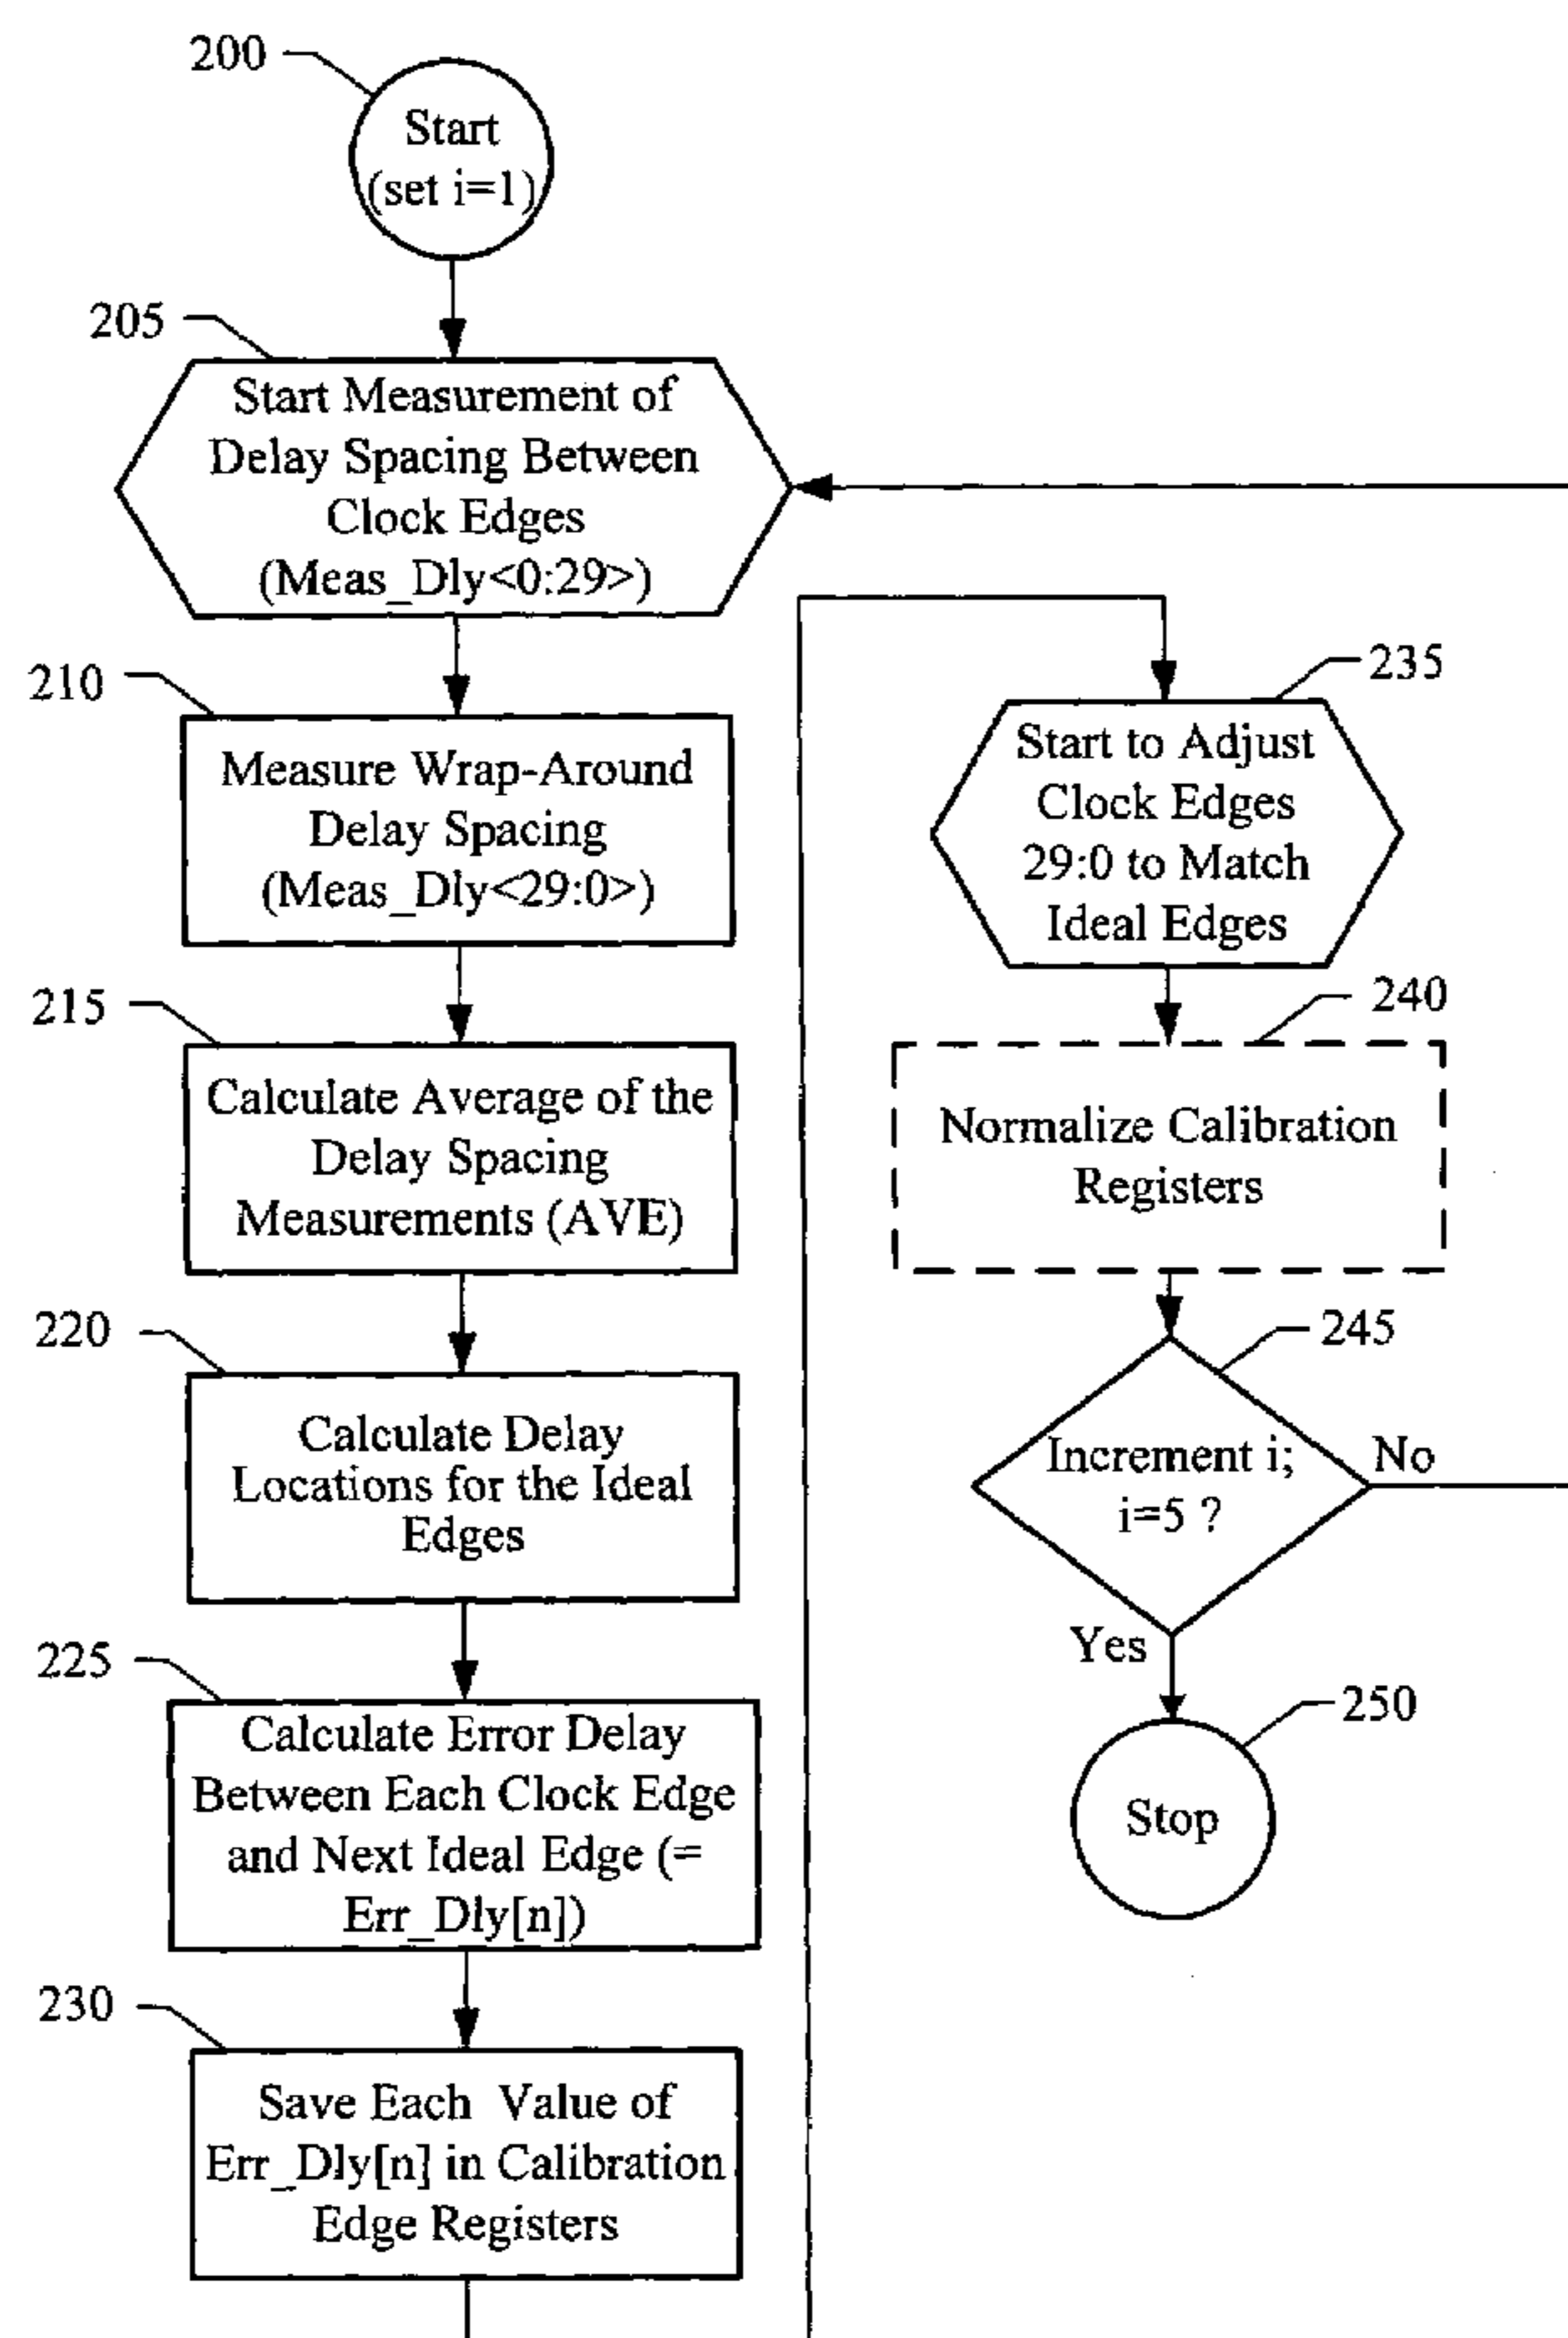 200
Start
(set i=1)
205
Start Measurement of
Delay Spacing Between
Clock Edges
(Meas_Dly<0:29>)
210
Measure Wrap-Around
Delay Spacing
(Meas_Dly<29:0>)
215
Calculate Average of the
Delay Spacing
Measurements (AVE)
220
Calculate Delay
Locations for the Ideal
Edges
225
Calculate Error Delay
Between Each Clock Edge
and Next Ideal Edge (=
Err_Dly[n])
230
Save Each Value of
Err_Dly[n] in Calibration
Edge Registers
235
Start to Adjust
Clock Edges
29:0 to Match
Ideal Edges
240
Normalize Calibration
Registers
245
Increment i;
i=5 ?
No
Yes
250
Stop